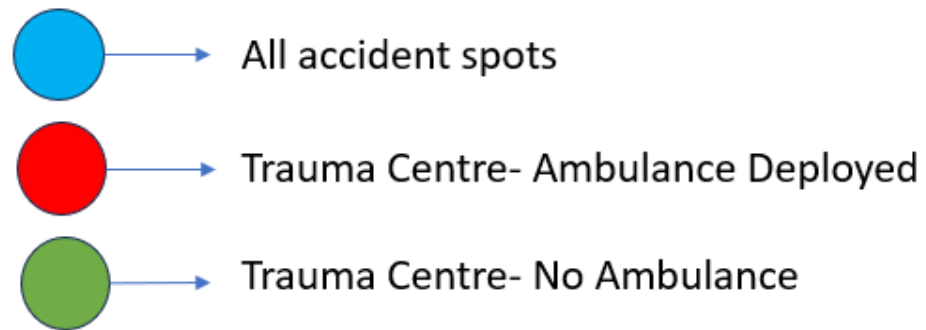 All accident spots
Trauma Centre- Ambulance Deployed
Trauma Centre- No Ambulance